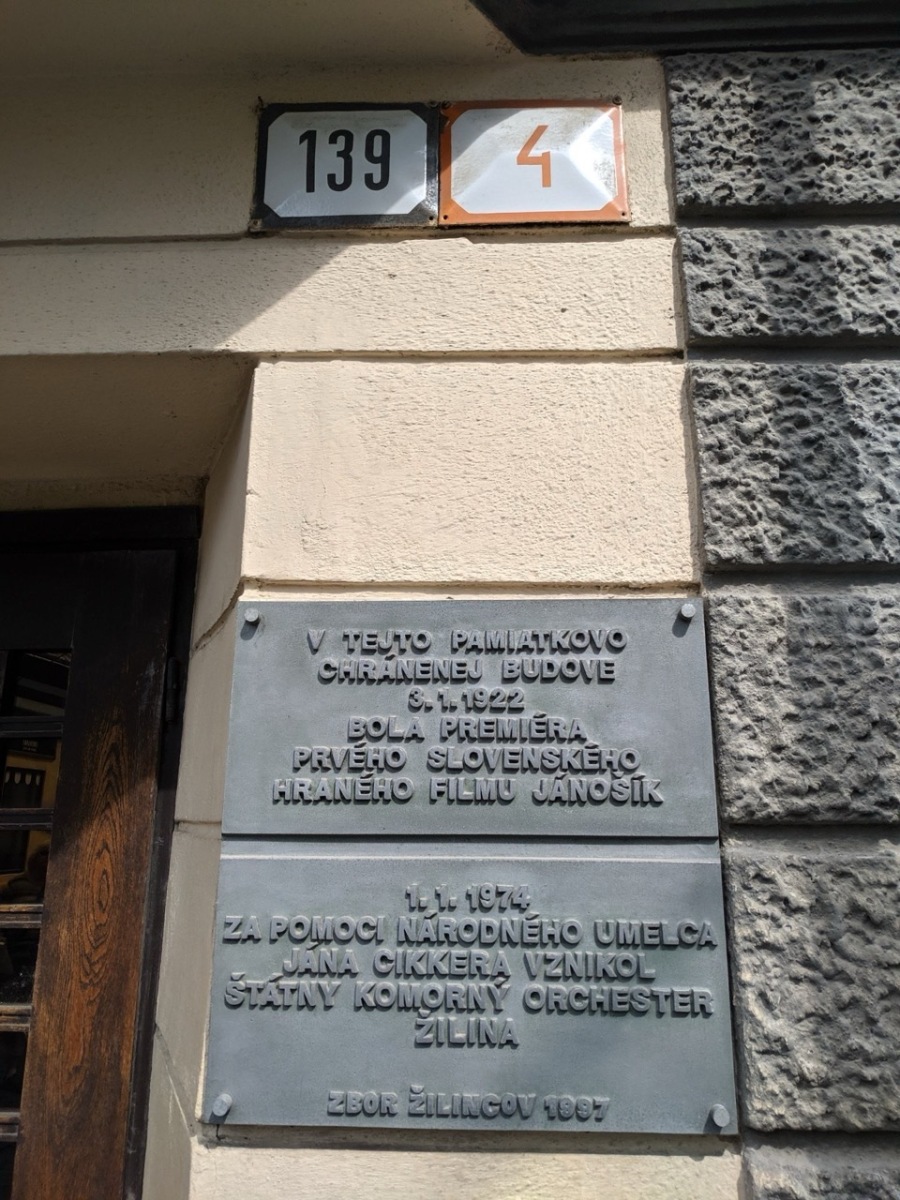 139
4
V TEJTO PAMIATKOVO
CHRÁNENEJ BUDOVE
3.1.1922
BOLA PREMIÉRA
PRVÉHO SLOVENSKÉHO
HRANÉHO FILMU JÁNOŠÍK
1.1.1974
ZA POMOCI NÁRODNÉHO UMELCA
JÁNA CIKKERA VZNIKOL
ŠTÁTNY KOMORNÝ ORCHESTER
ŽILINA
ZBOR ŽILINCOV 1997